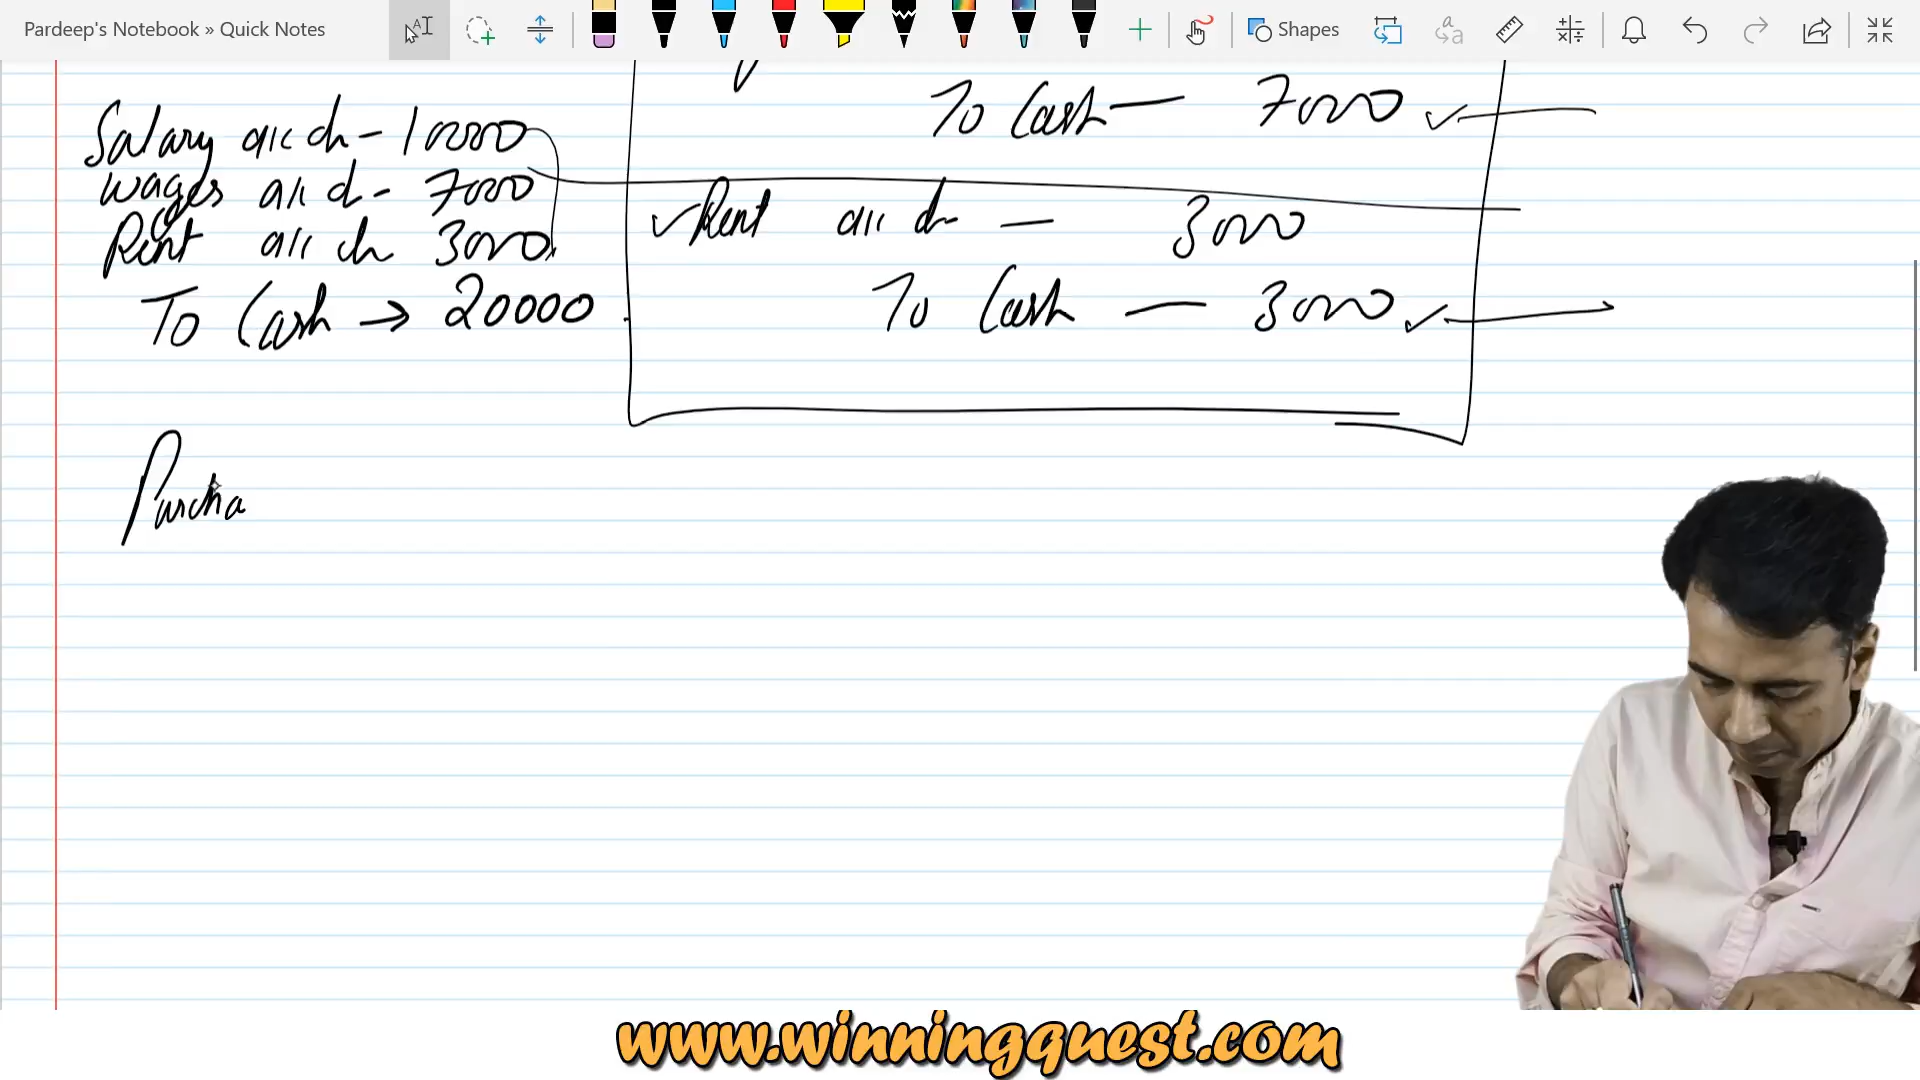 Pardeep's Notebook » Quick Notes
Shapes
Salary a/c dr - 10000
Wages a/c dr - 7000
Rent a/c dr 3000
To Cash → 20000
To Cash — 7000
Rent a/c dr — 3000
To Cash — 3000
Purcha
www.winningquest.com